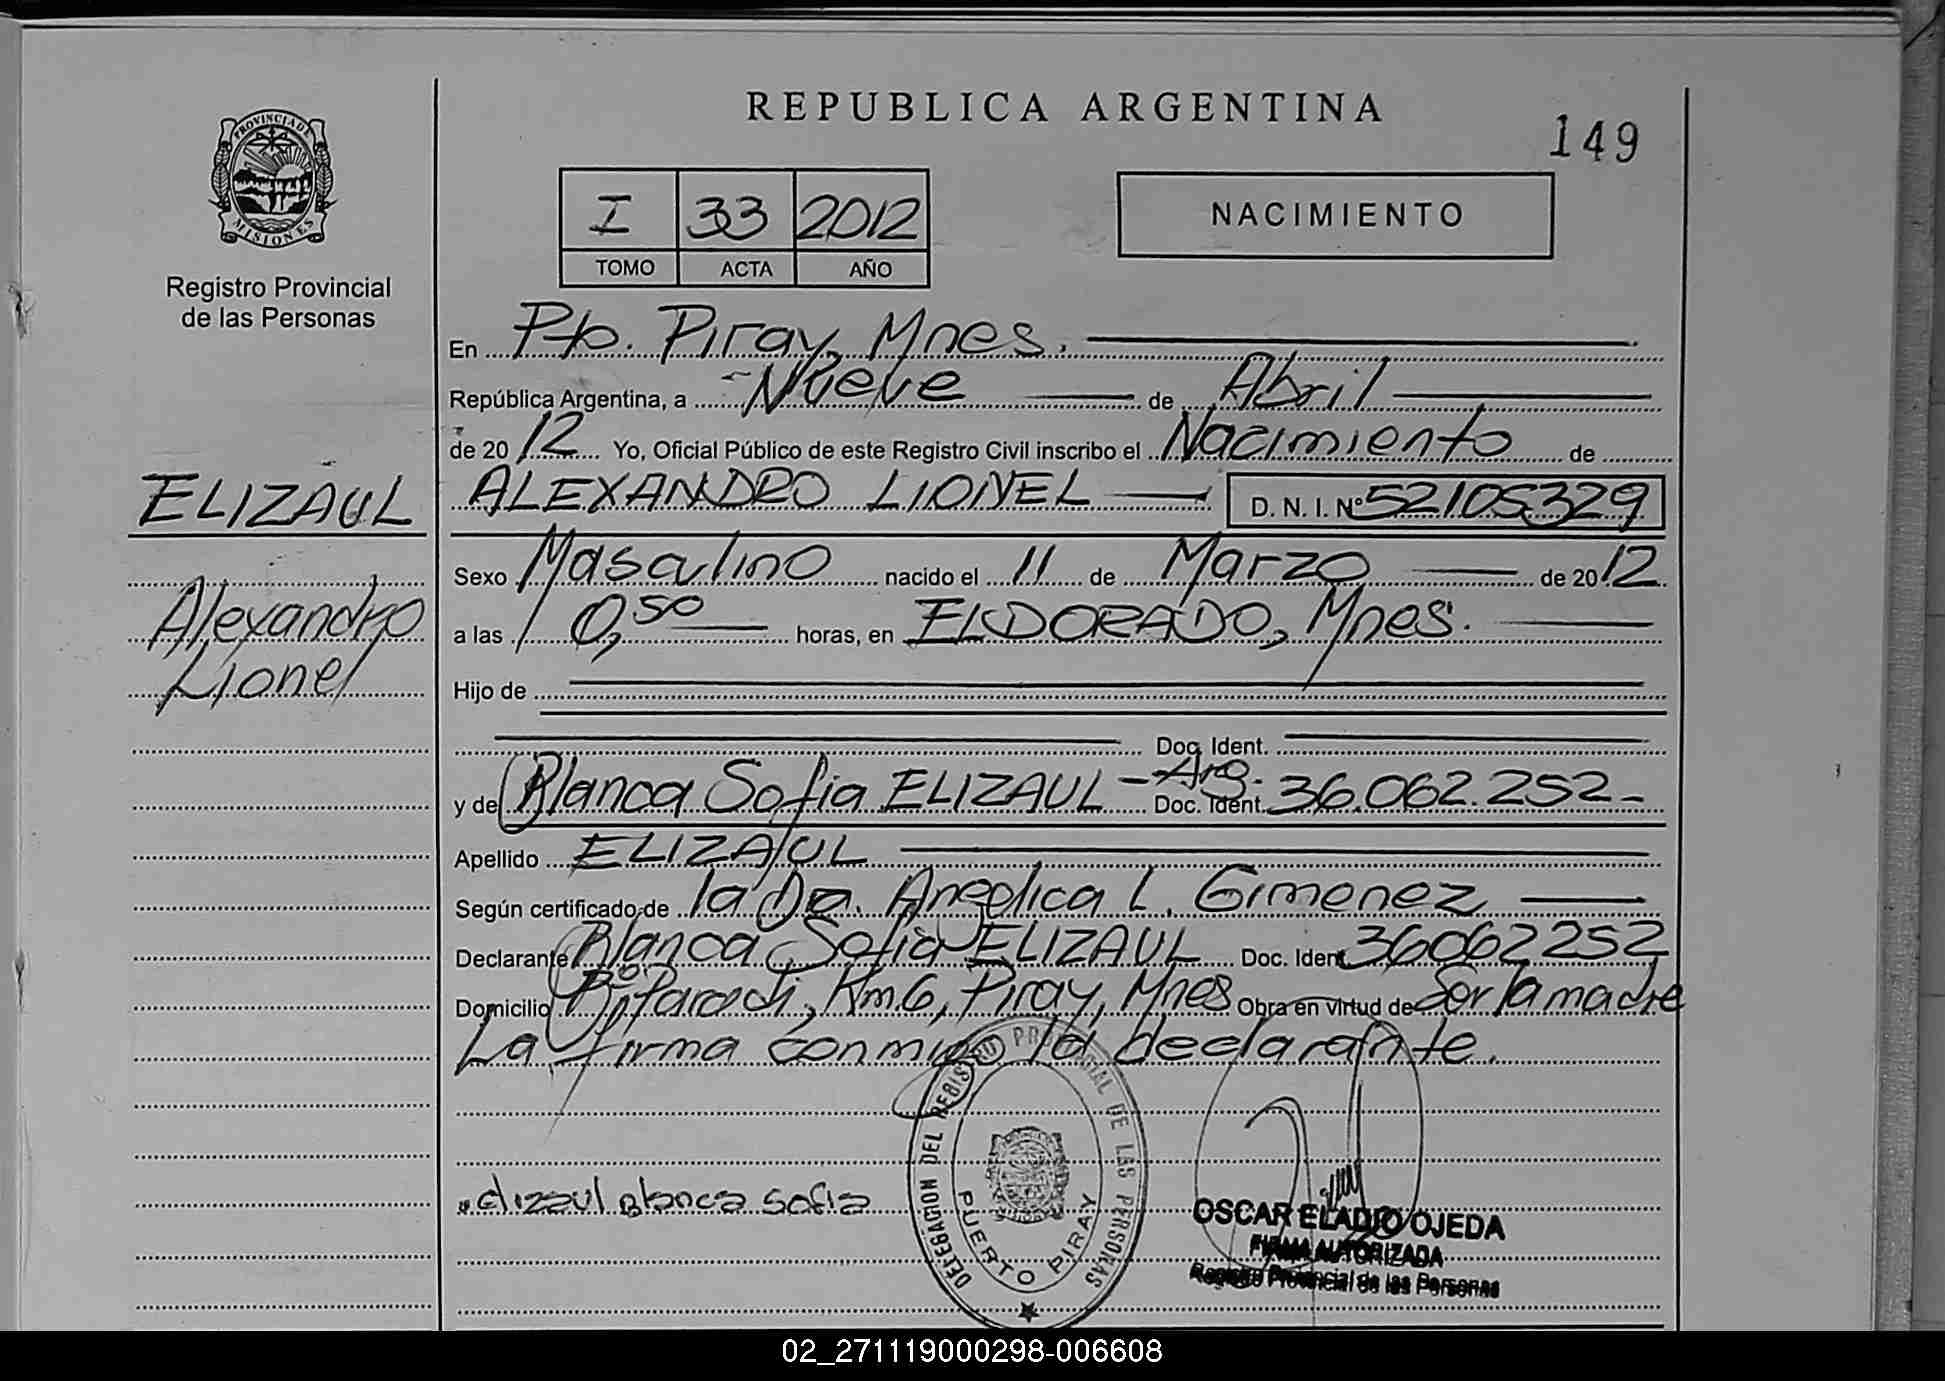 REPUBLICA ARGENTINA
149
PROVINCIA DE
MISIONES
Registro Provincial
de las Personas
I 33 2012
TOMO ACTA AÑO
NACIMIENTO
En Pto. Piray, Mnes.
República Argentina, a Nueve de Abril
de 2012 Yo, Oficial Público de este Registro Civil inscribo el Nacimiento de
ELIZAUL
ALEXANDRO LIONEL D. N. I. Nº 52105329
Sexo Masculino nacido el 11 de Marzo de 2012
Alexandro
Lionel
a las 10,50 horas, en ELDORADO, Mnes.
Hijo de
Doc. Ident.
y de Blanca Sofia ELIZAUL - Arg. Doc. Ident. 36.062.252-
Apellido ELIZAUL
Según certificado de la Dra. Angelica L. Gimenez
Declarante Blanca Sofia ELIZAUL Doc. Ident. 36062252
Domicilio Bº Parodi, Km.6, Piray, Mnes Obra en virtud de Ser la madre
La firma conmigo la declarante.
elizaul blanca sofia
DELEGACION DEL REGISTRO PROVINCIAL DE LAS PERSONAS
PUERTO PIRAY
OSCAR ELADIO OJEDA
FIRMA AUTORIZADA
Registro Provincial de las Personas
02_271119000298-006608